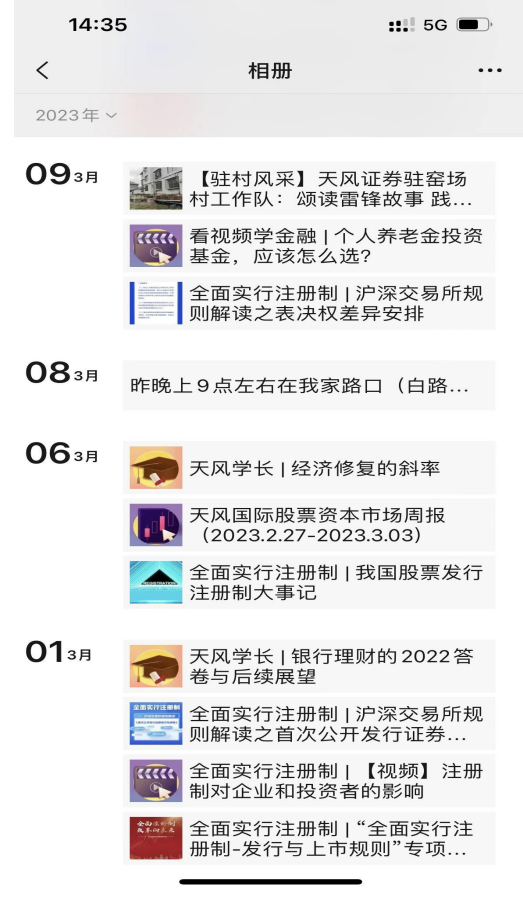 14:35
5G
相册
2023年
09 3月
【驻村风采】天风证券驻窑场
村工作队：颂读雷锋故事 践...
看视频学金融 | 个人养老金投资
基金，应该怎么选?
全面实行注册制 | 沪深交易所规
则解读之表决权差异安排
08 3月
昨晚上9点左右在我家路口（白路...
06 3月
天风学长 | 经济修复的斜率
天风国际股票资本市场周报
（2023.2.27-2023.3.03）
REGISTRATION
全面实行注册制 | 我国股票发行
注册制大事记
01 3月
天风学长 | 银行理财的2022答
卷与后续展望
全面实行注册制
全面实行注册制 | 沪深交易所规
则解读之首次公开发行证券...
全面实行注册制 | 【视频】注册
制对企业和投资者的影响
全面实行注册制 | “全面实行注
册制-发行与上市规则”专项...